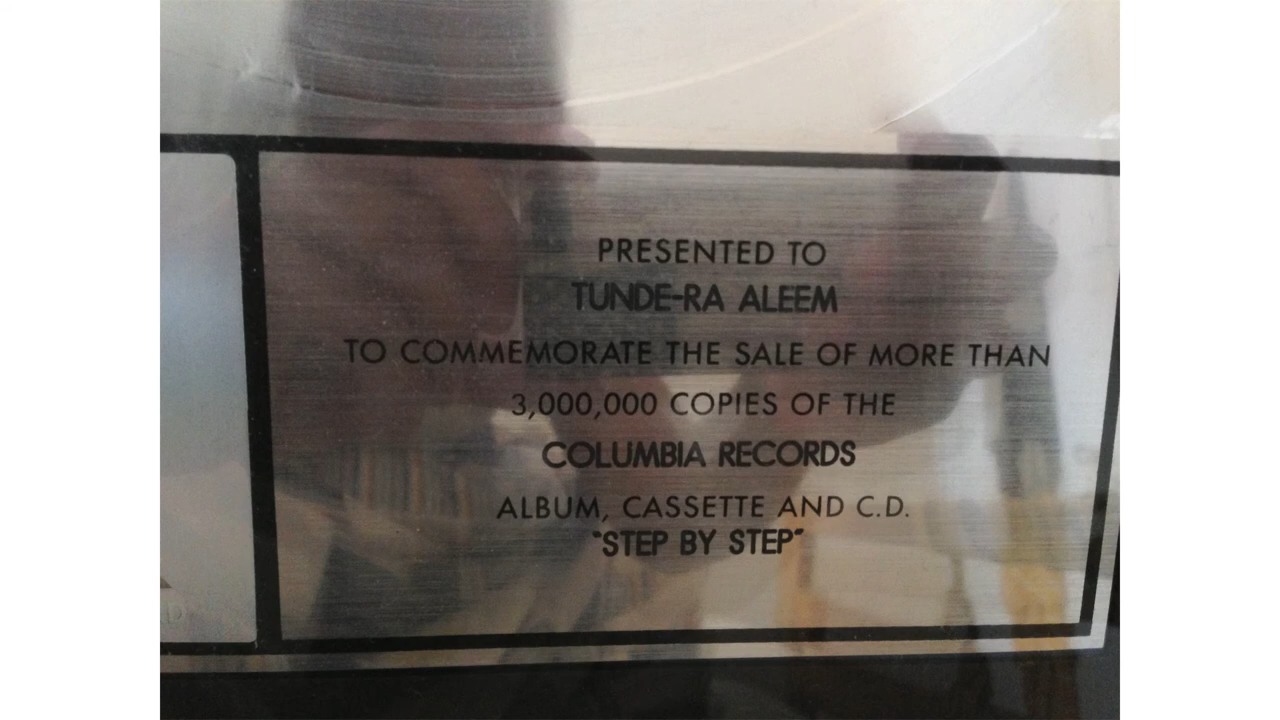 PRESENTED TO
TUNDE-RA ALEEM
TO COMMEMORATE THE SALE OF MORE THAN
3,000,000 COPIES OF THE
COLUMBIA RECORDS
ALBUM, CASSETTE AND C.D.
"STEP BY STEP"